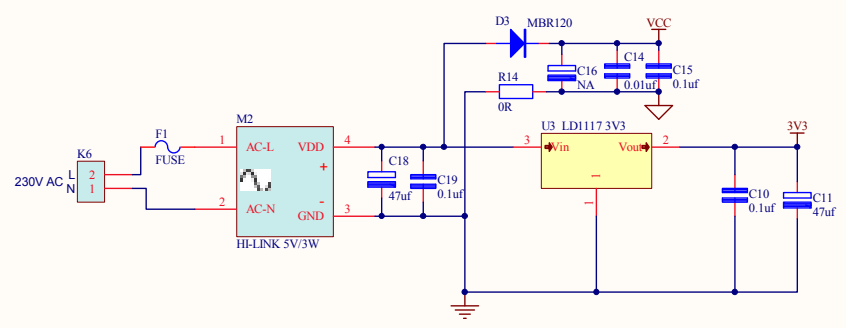 D3 MBR120
VCC
C16
NA
C14
0.01uf
C15
0.1uf
R14
0R
M2
U3 LD1117 3V3
3V3
F1
FUSE
1 AC-L VDD 4
3 Vin Vout 2
K6
230V AC L 2
N 1
+
C18
47uf
C19
0.1uf
1
1
C10
0.1uf
C11
47uf
2 AC-N
-
GND 3
HI-LINK 5V/3W